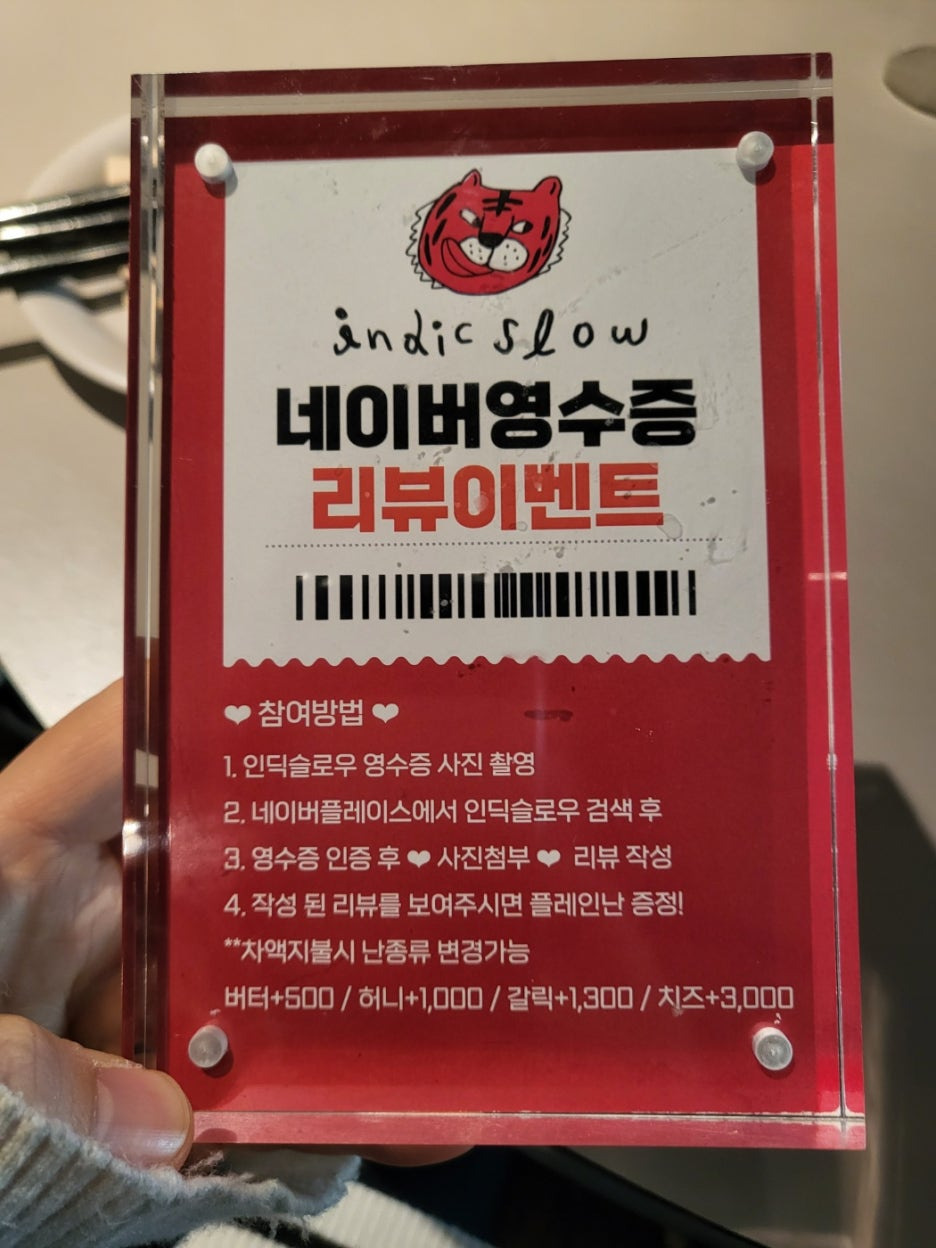 indic slow
네이버영수증
리뷰이벤트
❤ 참여방법 ❤
1. 인딕슬로우 영수증 사진 촬영
2. 네이버플레이스에서 인딕슬로우 검색 후
3. 영수증 인증 후 ❤ 사진첨부 ❤ 리뷰 작성
4. 작성 된 리뷰를 보여주시면 플레인난 증정!
**차액지불시 난종류 변경가능
버터+500 / 허니+1,000 / 갈릭+1,300 / 치즈+3,000